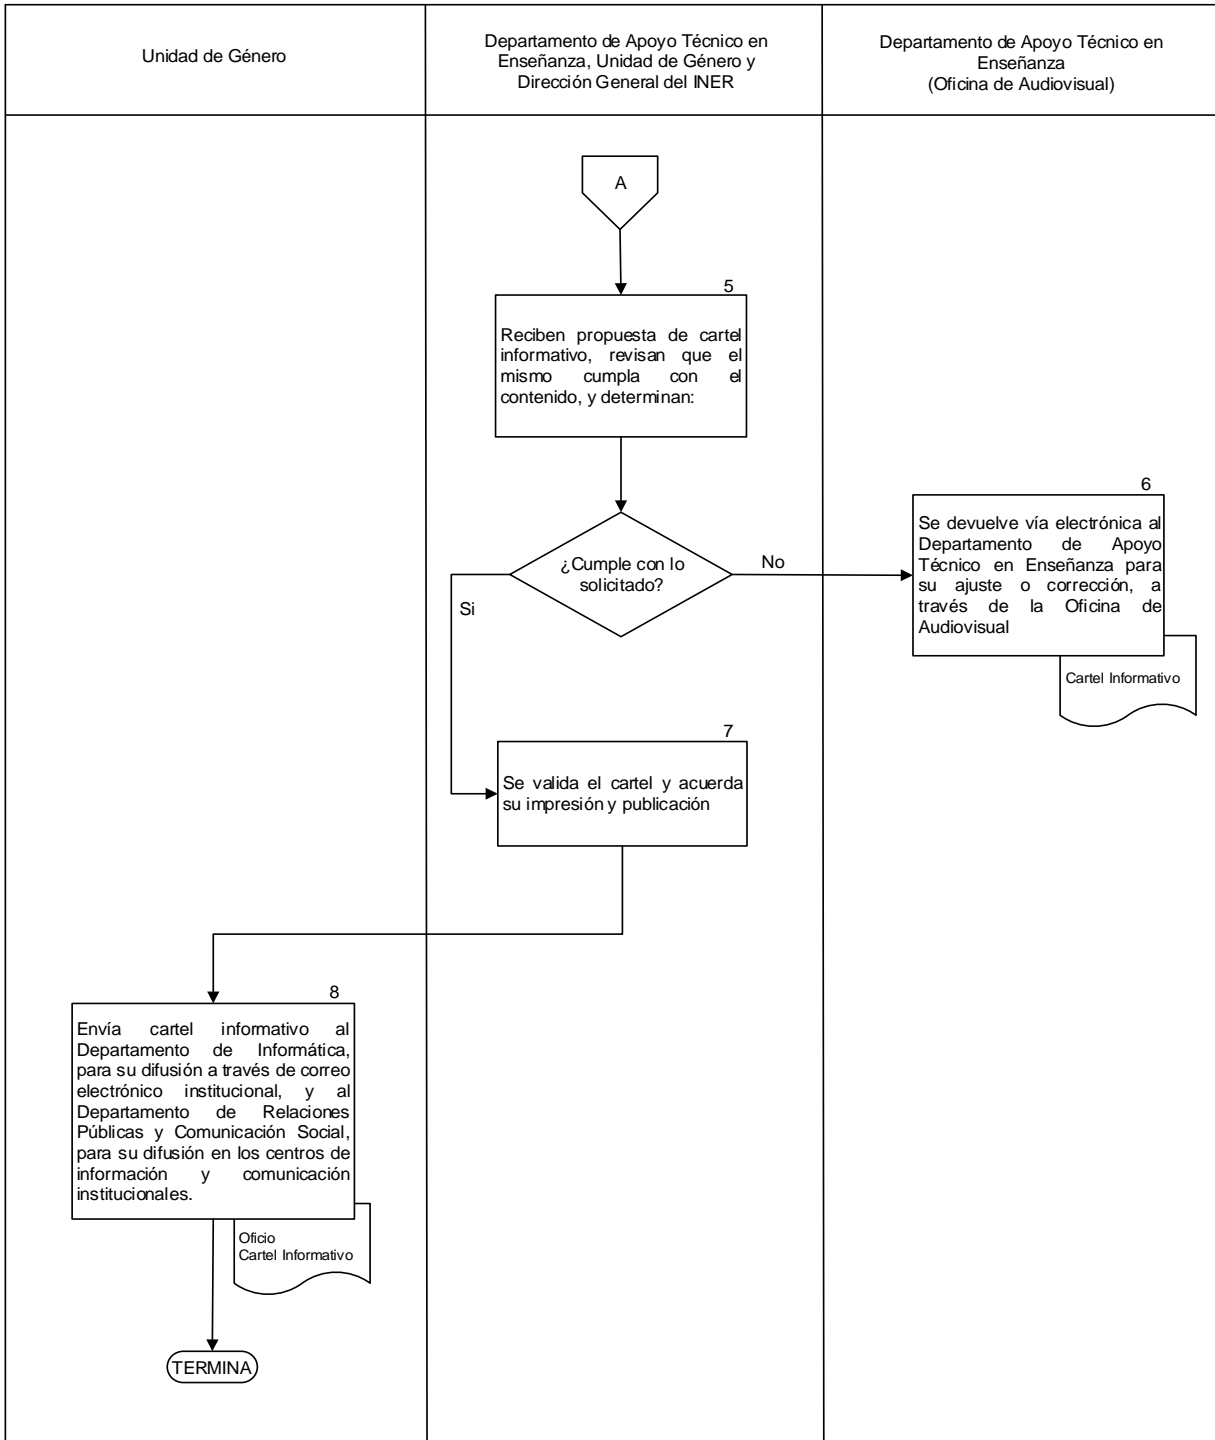 Unidad de Género
Departamento de Apoyo Técnico en
Enseñanza, Unidad de Género y
Dirección General del INER
Departamento de Apoyo Técnico en
Enseñanza
(Oficina de Audiovisual)
A
5
Reciben propuesta de cartel
informativo, revisan que el
mismo cumpla con el
contenido, y determinan:
¿Cumple con lo
solicitado?
No
Si
6
Se devuelve vía electrónica al
Departamento de Apoyo
Técnico en Enseñanza para
su ajuste o corrección, a
través de la Oficina de
Audiovisual
Cartel Informativo
7
Se valida el cartel y acuerda
su impresión y publicación
8
Envía cartel informativo al
Departamento de Informática,
para su difusión a través de correo
electrónico institucional, y al
Departamento de Relaciones
Públicas y Comunicación Social,
para su difusión en los centros de
información y comunicación
institucionales.
Oficio
Cartel Informativo
TERMINA